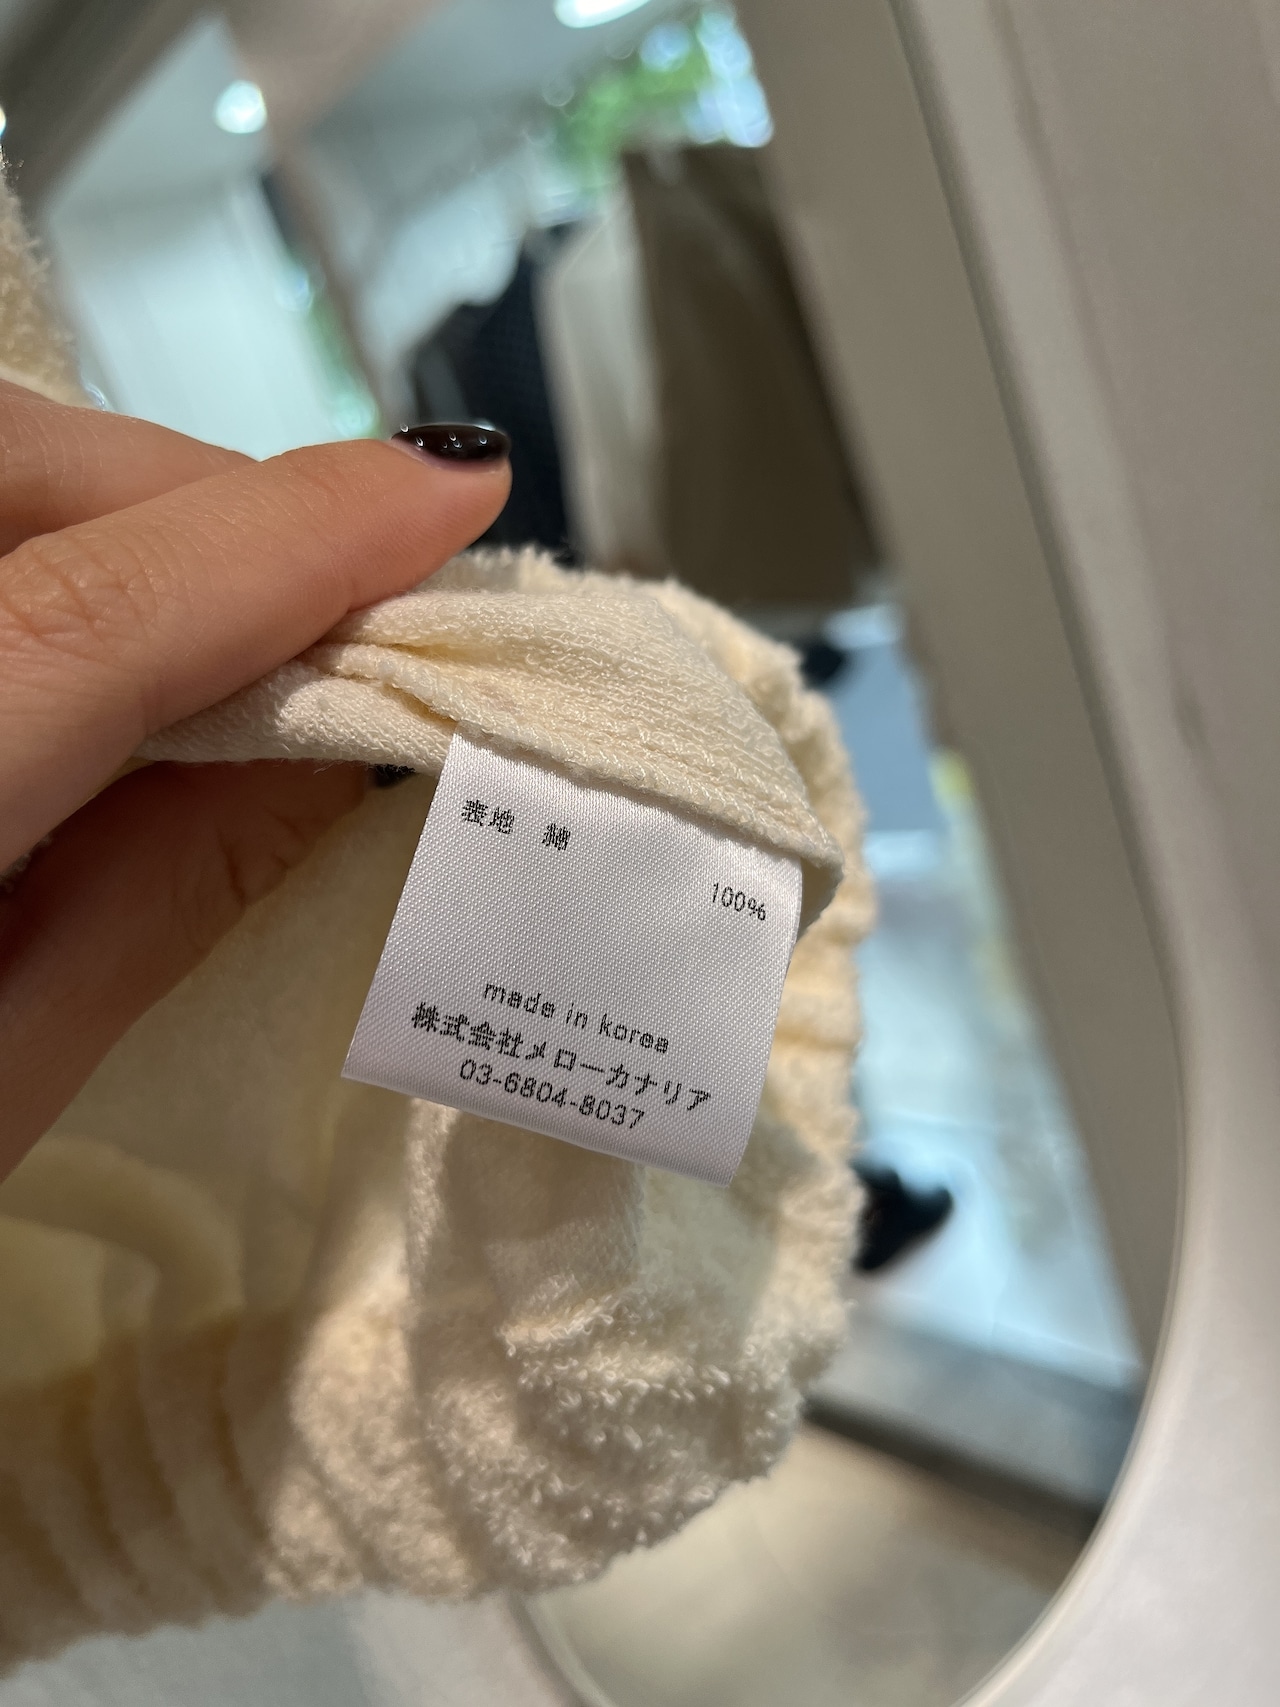 表地 綿
100%
made in korea
株式会社メローカナリア
03-6804-8037